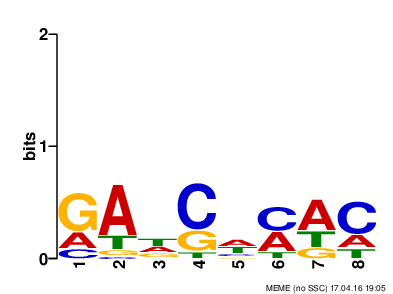 2
bits
1
0
G A T C A C A C
A T A G T A T A
C G G T C T G T
C
1 2 3 4 5 6 7 8
MEME (no SSC) 17.04.16 19:05